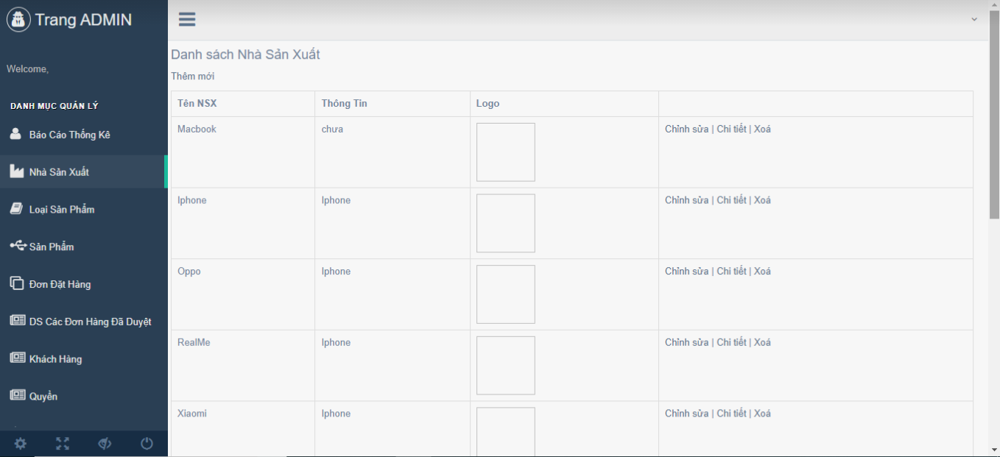 Trang ADMIN
Welcome,
DANH MỤC QUẢN LÝ
Báo Cáo Thống Kê
Nhà Sản Xuất
Loại Sản Phẩm
Sản Phẩm
Đơn Đặt Hàng
DS Các Đơn Hàng Đã Duyệt
Khách Hàng
Quyền
Danh sách Nhà Sản Xuất
Thêm mới
Tên NSX Thông Tin Logo
Macbook chưa Chỉnh sửa | Chi tiết | Xoá
Iphone Iphone Chỉnh sửa | Chi tiết | Xoá
Oppo Iphone Chỉnh sửa | Chi tiết | Xoá
RealMe Iphone Chỉnh sửa | Chi tiết | Xoá
Xiaomi Iphone Chỉnh sửa | Chi tiết | Xoá